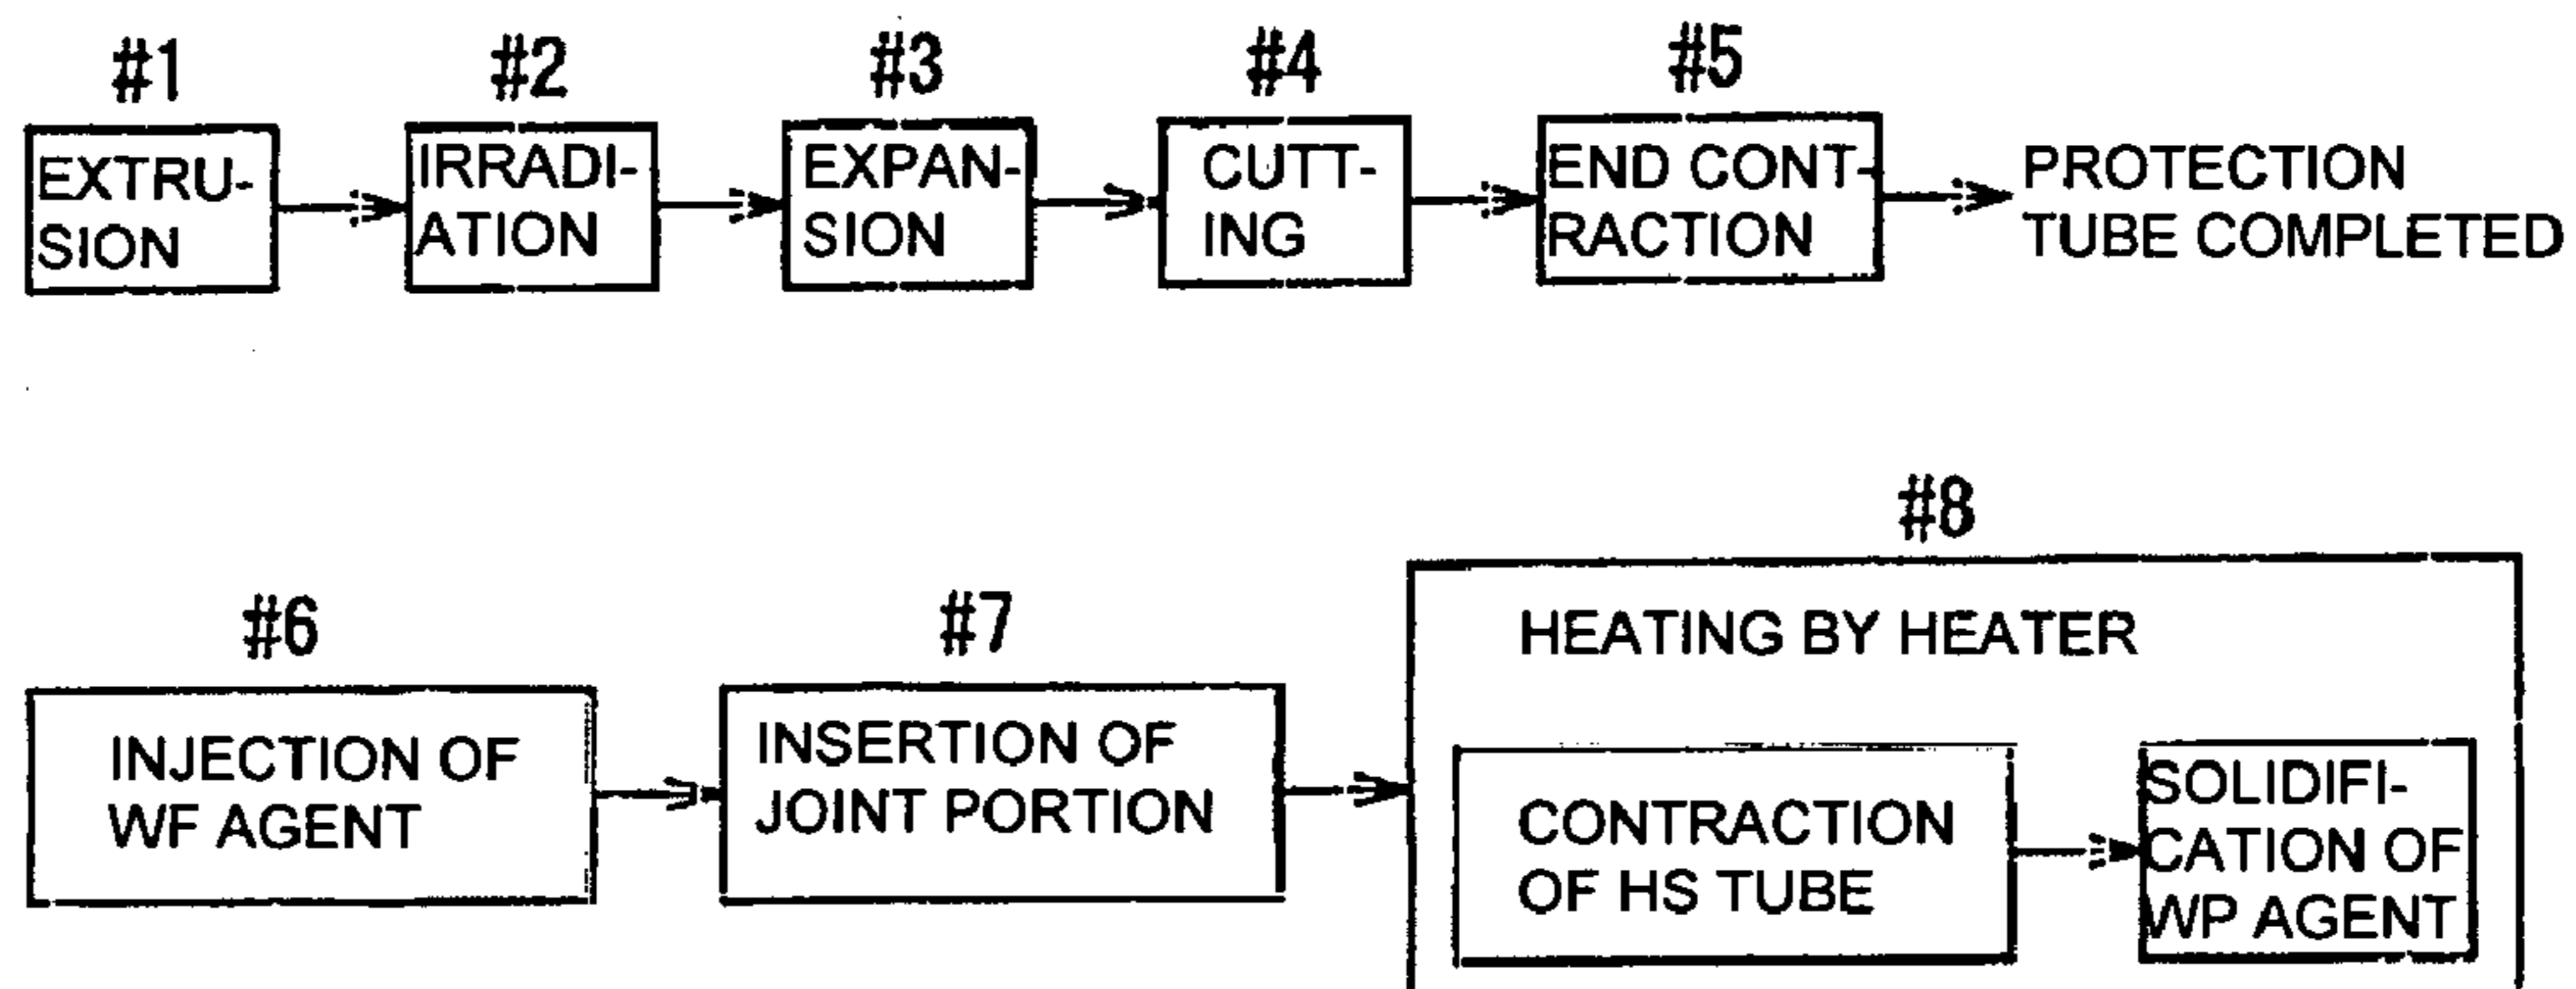 #1
#2
#3
#4
#5
EXTRU-
SION
IRRADI-
ATION
EXPAN-
SION
CUTT-
ING
END CONT-
RACTION
PROTECTION
TUBE COMPLETED
#6
#7
#8
INJECTION OF
WF AGENT
INSERTION OF
JOINT PORTION
HEATING BY HEATER
CONTRACTION
OF HS TUBE
SOLIDIFI-
CATION OF
WP AGENT